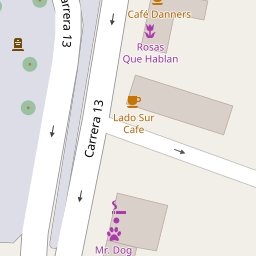 Café Danners
Carrera 13
Rosas
Que Hablan
Carrera 13
Lado Sur
Cafe
Mr. Dog